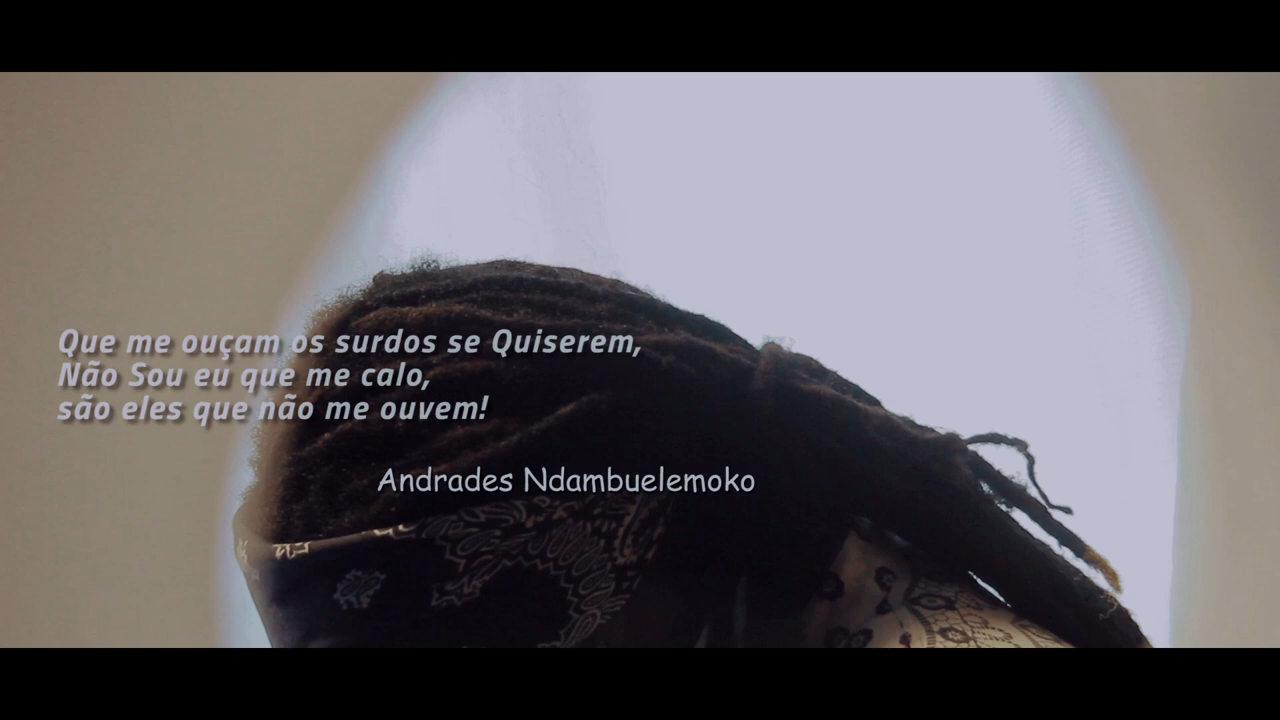 Que me ouçam os surdos se Quiserem,
Não Sou eu que me calo,
são eles que não me ouvem!
Andrades Ndambuelemoko